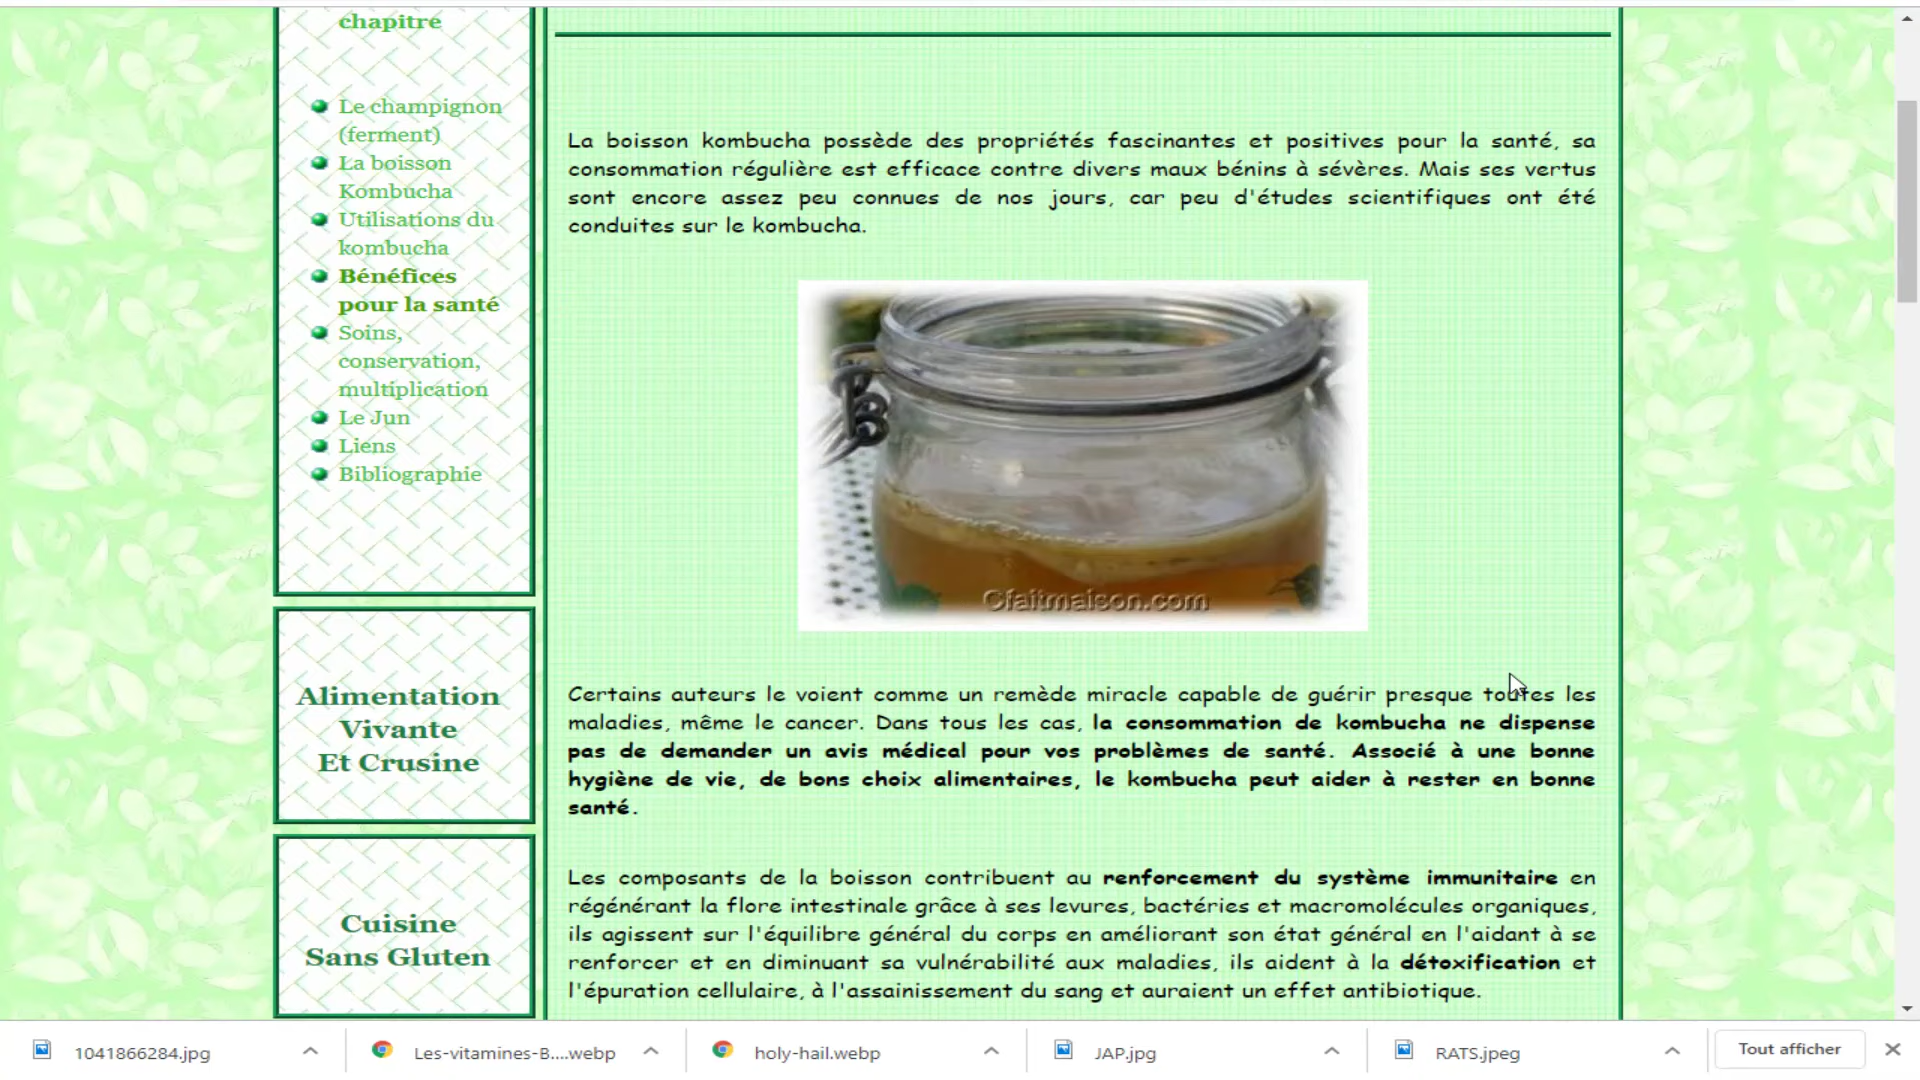 chapitre
Le champignon
(ferment)
La boisson
Kombucha
Utilisations du
kombucha
Bénéfices
pour la santé
Soins,
conservation,
multiplication
Le Jun
Liens
Bibliographie
Alimentation
Vivante
Et Crusine
Cuisine
Sans Gluten
La boisson kombucha possède des propriétés fascinantes et positives pour la santé, sa
consommation régulière est efficace contre divers maux bénins à sévères. Mais ses vertus
sont encore assez peu connues de nos jours, car peu d'études scientifiques ont été
conduites sur le kombucha.
Cfaitmaison.com
Certains auteurs le voient comme un remède miracle capable de guérir presque toutes les
maladies, même le cancer. Dans tous les cas, la consommation de kombucha ne dispense
pas de demander un avis médical pour vos problèmes de santé. Associé à une bonne
hygiène de vie, de bons choix alimentaires, le kombucha peut aider à rester en bonne
santé.
Les composants de la boisson contribuent au renforcement du système immunitaire en
régénérant la flore intestinale grâce à ses levures, bactéries et macromolécules organiques,
ils agissent sur l'équilibre général du corps en améliorant son état général en l'aidant à se
renforcer et en diminuant sa vulnérabilité aux maladies, ils aident à la détoxification et
l'épuration cellulaire, à l'assainissement du sang et auraient un effet antibiotique.
1041866284.jpg
Les-vitamines-B....webp
holy-hail.webp
JAP.jpg
RATS.jpeg
Tout afficher